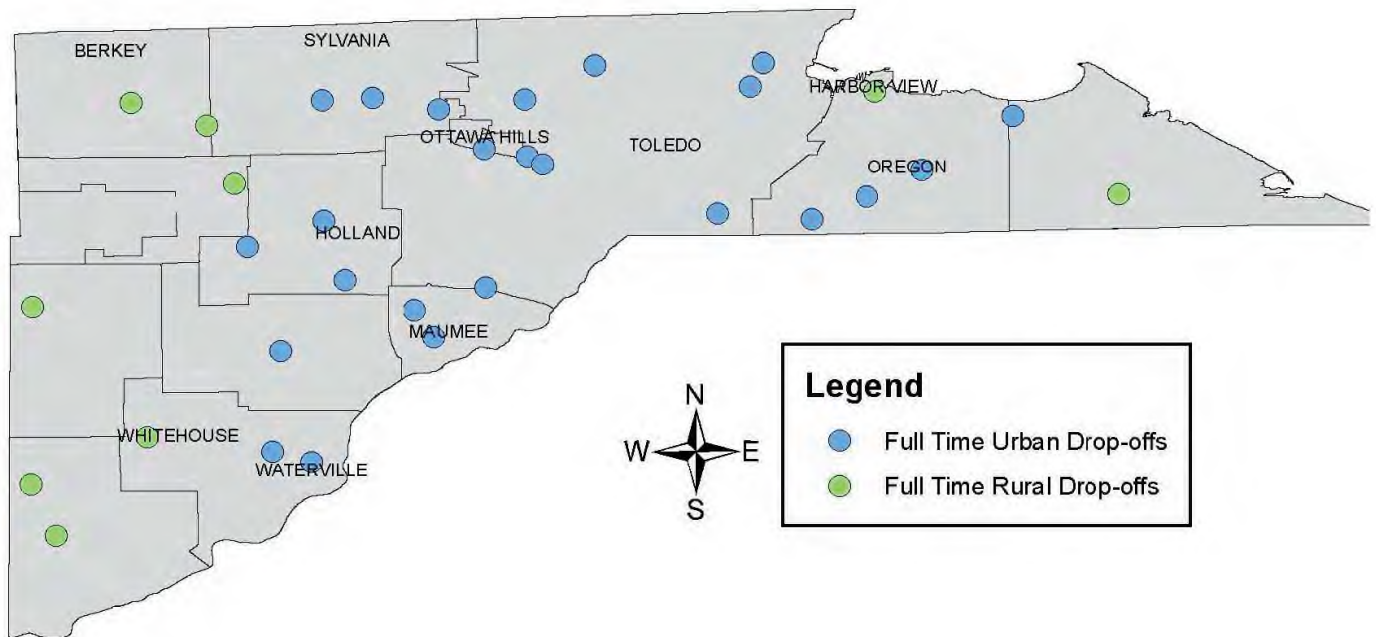 SYLVANIA
BERKEY
HARBOR VIEW
OTTAWA HILLS
TOLEDO
OREGON
HOLLAND
MAUMEE
WHITEHOUSE
WATERVILLE
N
W
E
S
Legend
Full Time Urban Drop-offs
Full Time Rural Drop-offs